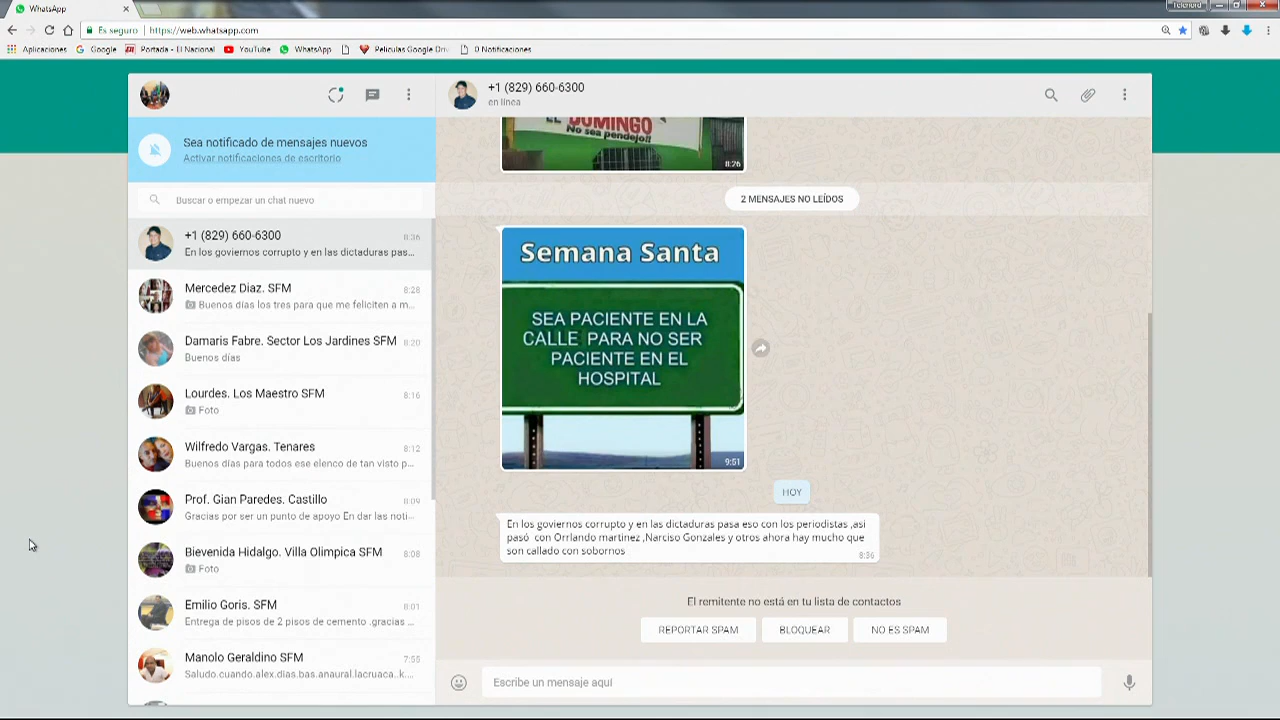 WhatsApp
Telenord
Es seguro | https://web.whatsapp.com
Aplicaciones Google Portada - El Nacional YouTube WhatsApp Peliculas Google Dri 0 Notificaciones
Sea notificado de mensajes nuevos
Activar notificaciones de escritorio
Buscar o empezar un chat nuevo
+1 (829) 660-6300 8:36
En los goviernos corrupto y en las dictaduras pas...
Mercedez Diaz. SFM 8:28
Buenos días los tres para que me feliciten a m...
Damaris Fabre. Sector Los Jardines SFM 8:20
Buenos días
Lourdes. Los Maestro SFM 8:16
Foto
Wilfredo Vargas. Tenares 8:12
Buenos días para todos ese elenco de tan visto p...
Prof. Gian Paredes. Castillo 8:09
Gracias por ser un punto de apoyo En dar las noti...
Bievenida Hidalgo. Villa Olimpica SFM 8:08
Foto
Emilio Goris. SFM 8:01
Entrega de pisos de 2 pisos de cemento .gracias ...
Manolo Geraldino SFM 7:55
Saludo.cuando.alex.dias.bas.anaural.lacruaca..k....
+1 (829) 660-6300
en línea
EL DOMINGO
No sea pendejo!!
8:26
2 MENSAJES NO LEÍDOS
Semana Santa
SEA PACIENTE EN LA
CALLE PARA NO SER
PACIENTE EN EL
HOSPITAL
9:51
HOY
En los goviernos corrupto y en las dictaduras pasa eso con los periodistas ,asi
pasó con Orrlando martinez ,Narciso Gonzales y otros ahora hay mucho que
son callado con sobornos
8:36
El remitente no está en tu lista de contactos
REPORTAR SPAM BLOQUEAR NO ES SPAM
Escribe un mensaje aquí